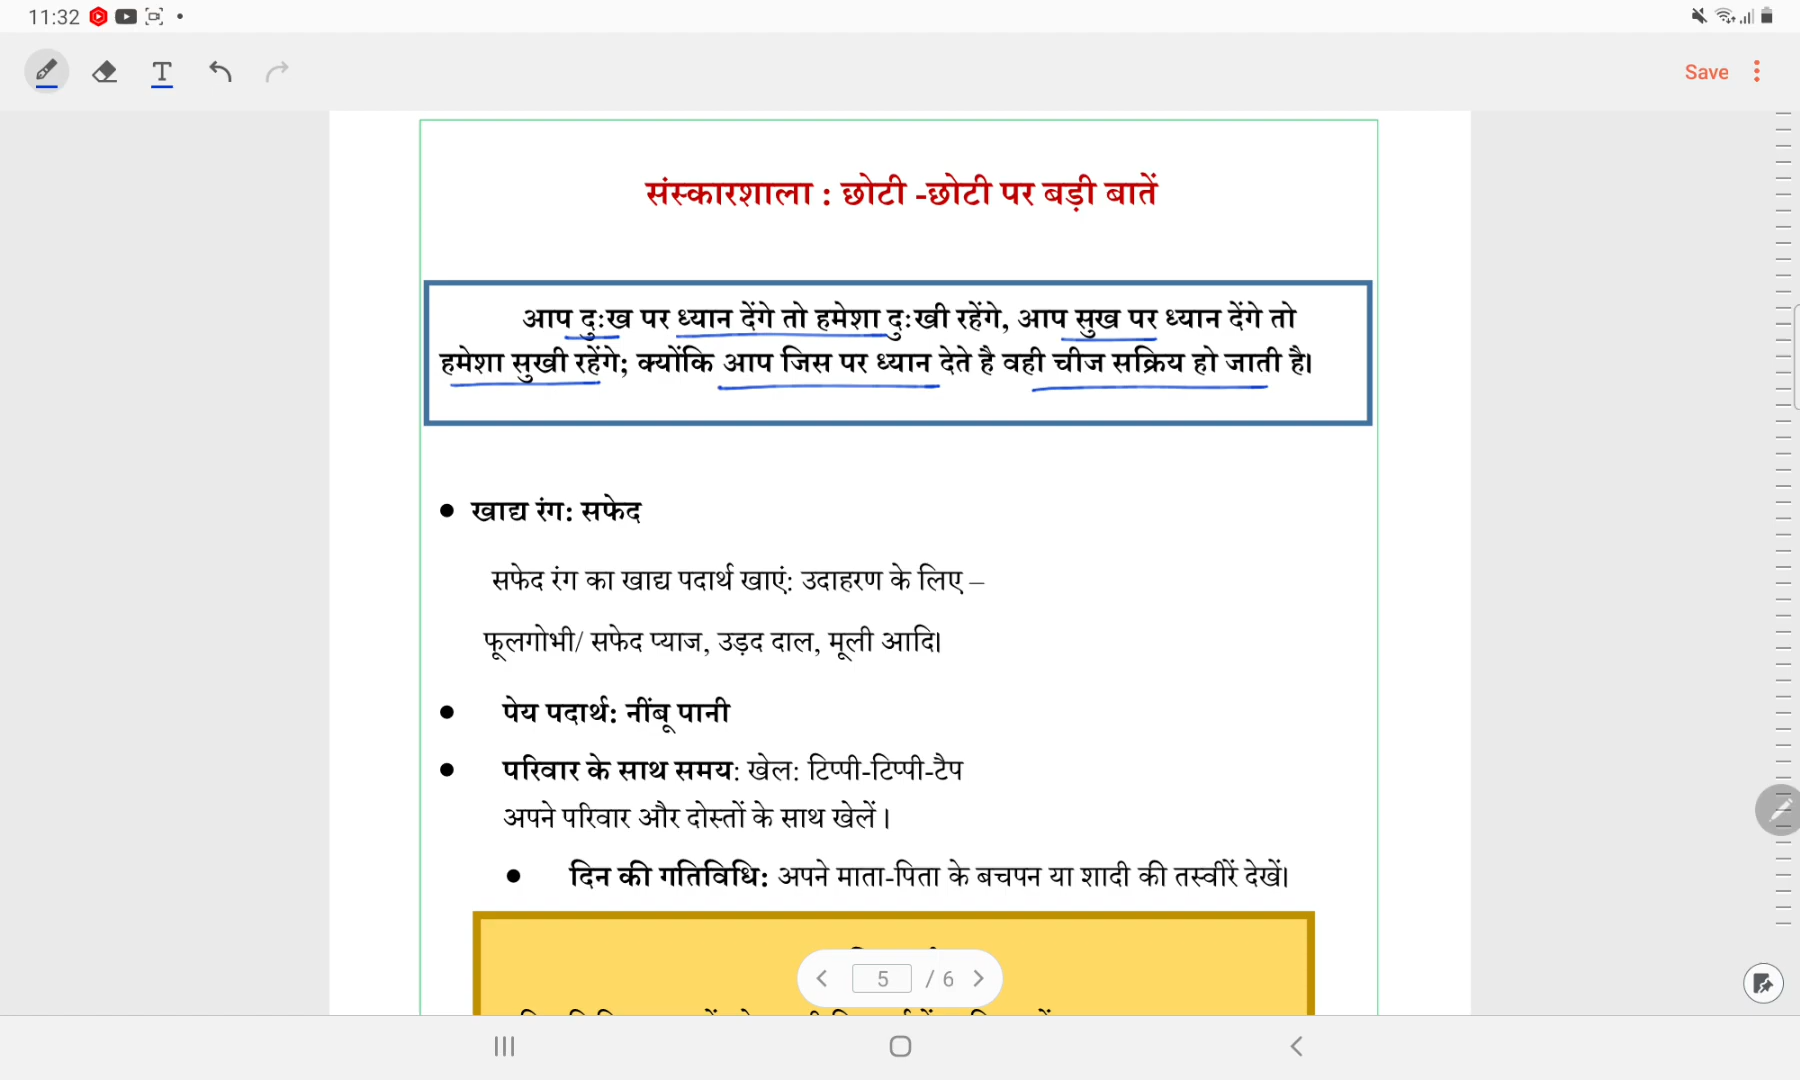 11:32
Save
संस्कारशाला : छोटी -छोटी पर बड़ी बातें
आप दुःख पर ध्यान देंगे तो हमेशा दुःखी रहेंगे, आप सुख पर ध्यान देंगे तो
हमेशा सुखी रहेंगे; क्योंकि आप जिस पर ध्यान देते है वही चीज सक्रिय हो जाती है।
● खाद्य रंग: सफेद
सफेद रंग का खाद्य पदार्थ खाएं: उदाहरण के लिए –
फूलगोभी/ सफेद प्याज, उड़द दाल, मूली आदि।
● पेय पदार्थ: नींबू पानी
● परिवार के साथ समय: खेल: टिप्पी-टिप्पी-टैप
अपने परिवार और दोस्तों के साथ खेलें।
● दिन की गतिविधि: अपने माता-पिता के बचपन या शादी की तस्वीरें देखें।
5 / 6